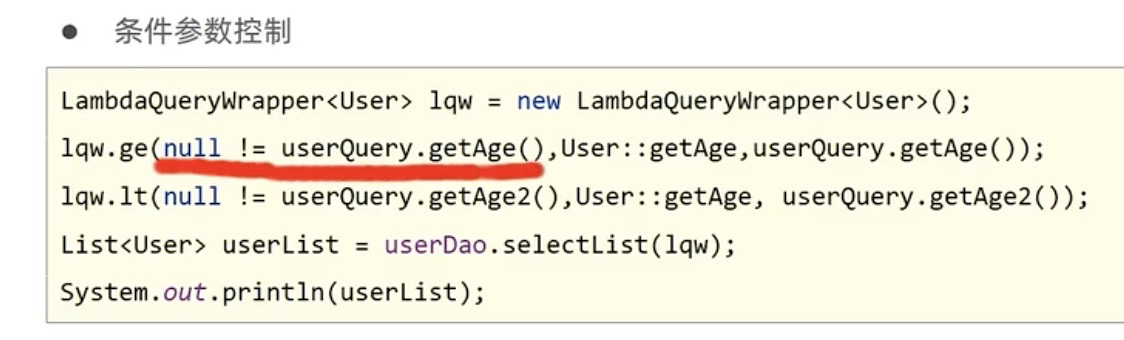 ● 条件参数控制
LambdaQueryWrapper<User> lqw = new LambdaQueryWrapper<User>();
lqw.ge(null != userQuery.getAge(),User::getAge,userQuery.getAge());
lqw.lt(null != userQuery.getAge2(),User::getAge, userQuery.getAge2());
List<User> userList = userDao.selectList(lqw);
System.out.println(userList);